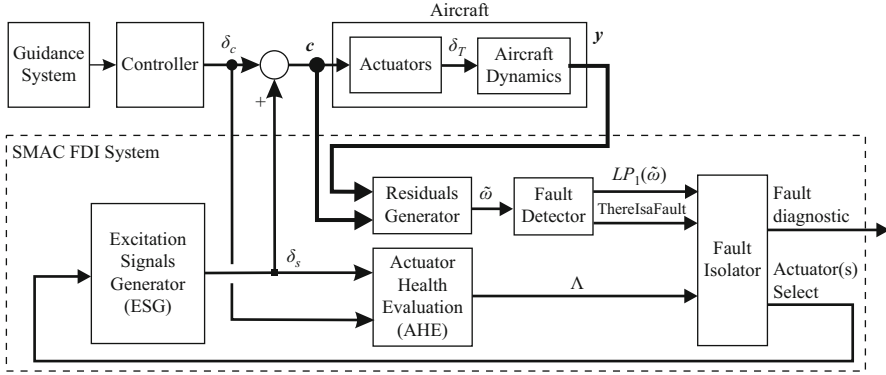 Aircraft
Guidance
System
Controller
δc
c
Actuators
δT
Aircraft
Dynamics
y
+
SMAC FDI System
Residuals
Generator
ω̃
Fault
Detector
LP1(ω̃)
ThereIsaFault
Fault
Isolator
Fault
diagnostic
Excitation
Signals
Generator
(ESG)
δs
Actuator
Health
Evaluation
(AHE)
Λ
Actuator(s)
Select